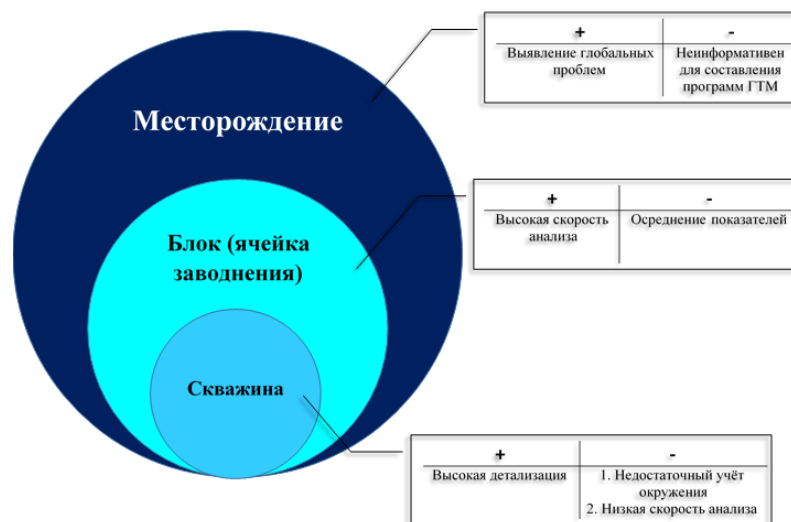 + -
Выявление глобальных Неинформативен
проблем для составления
программ ГТМ
Месторождение
+ -
Высокая скорость Осреднение показателей
анализа
Блок (ячейка
заводнения)
Скважина
+ -
Высокая детализация 1. Недостаточный учёт
окружения
2. Низкая скорость анализа